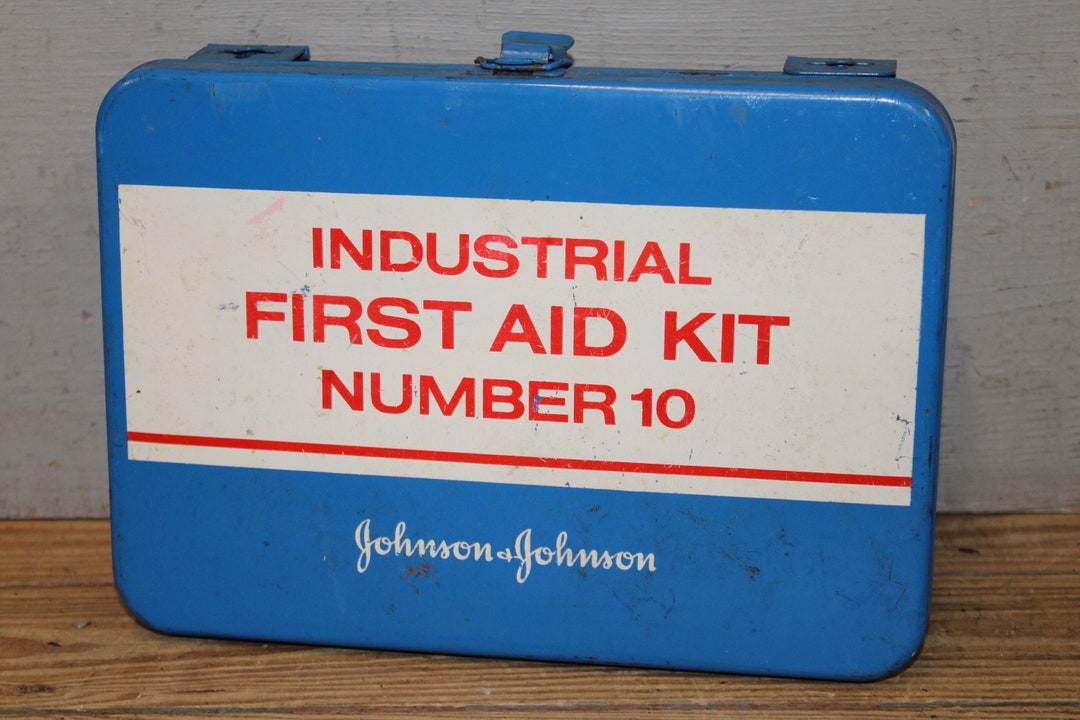 INDUSTRIAL
FIRST AID KIT
NUMBER 10
Johnson & Johnson